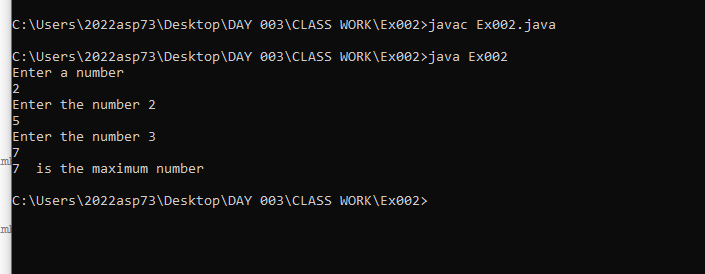 C:\Users\2022asp73\Desktop\DAY 003\CLASS WORK\Ex002>javac Ex002.java
C:\Users\2022asp73\Desktop\DAY 003\CLASS WORK\Ex002>java Ex002
Enter a number
2
Enter the number 2
5
Enter the number 3
7
7  is the maximum number
C:\Users\2022asp73\Desktop\DAY 003\CLASS WORK\Ex002>